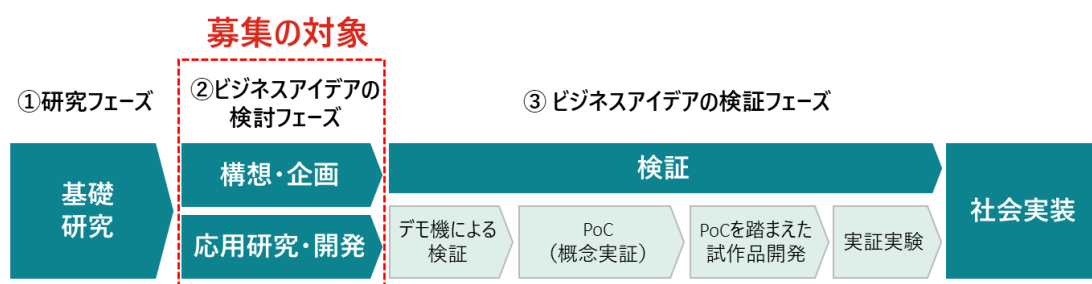 募集の対象
①研究フェーズ
②ビジネスアイデアの
検討フェーズ
③ ビジネスアイデアの検証フェーズ
基礎
研究
構想・企画
応用研究・開発
検証
デモ機による
検証
PoC
（概念実証）
PoCを踏まえた
試作品開発
実証実験
社会実装